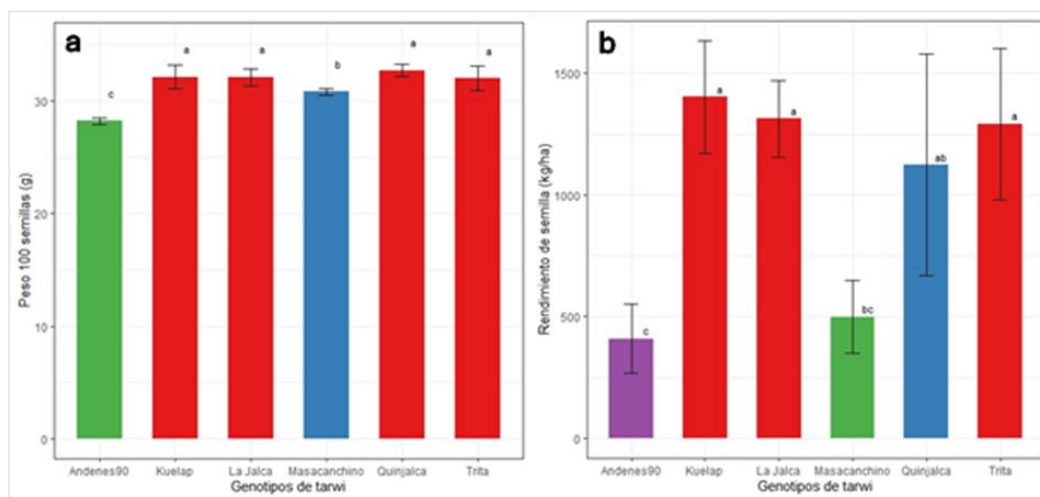 a
a
a
a
a
b
c
30
20
10
0
Peso 100 semillas (g)
Andenes90 Kuelap La Jalca Masacanchino Quinjalca Trita
Genotipos de tarwi
b
1500
1000
500
0
Rendimiento de semilla (kg/ha)
c
a
a
bc
ab
a
Andenes90 Kuelap La Jalca Masacanchino Quinjalca Trita
Genotipos de tarwi